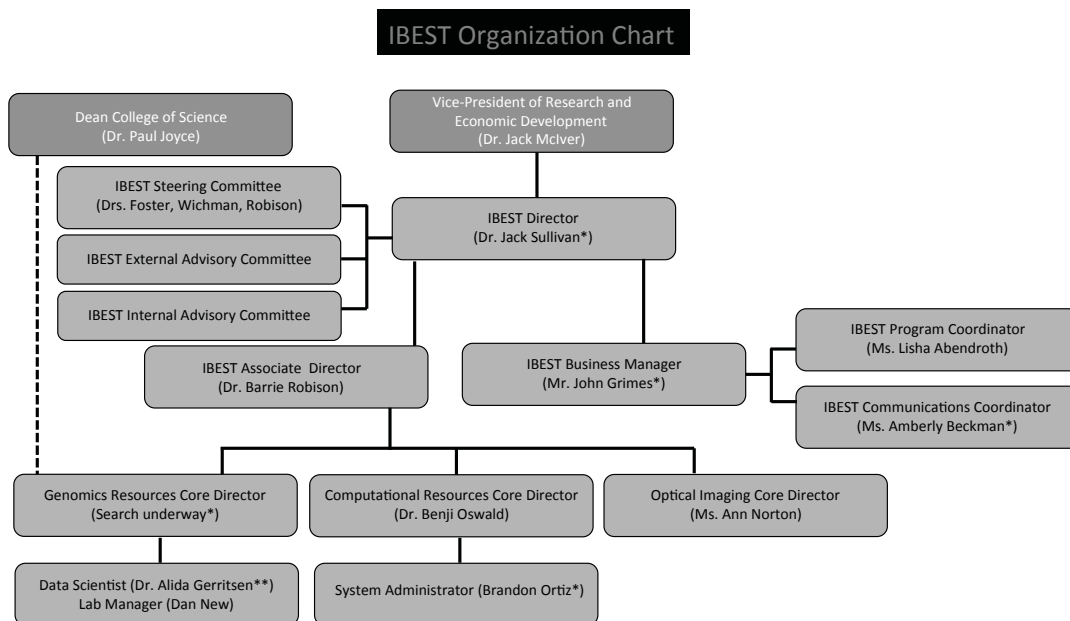 IBEST Organization Chart
Dean College of Science
(Dr. Paul Joyce)
Vice-President of Research and
Economic Development
(Dr. Jack McIver)
IBEST Steering Committee
(Drs. Foster, Wichman, Robison)
IBEST Director
(Dr. Jack Sullivan*)
IBEST External Advisory Committee
IBEST Internal Advisory Committee
IBEST Associate Director
(Dr. Barrie Robison)
IBEST Business Manager
(Mr. John Grimes*)
IBEST Program Coordinator
(Ms. Lisha Abendroth)
IBEST Communications Coordinator
(Ms. Amberly Beckman*)
Genomics Resources Core Director
(Search underway*)
Computational Resources Core Director
(Dr. Benji Oswald)
Optical Imaging Core Director
(Ms. Ann Norton)
Data Scientist (Dr. Alida Gerritsen**)
Lab Manager (Dan New)
System Administrator (Brandon Ortiz*)